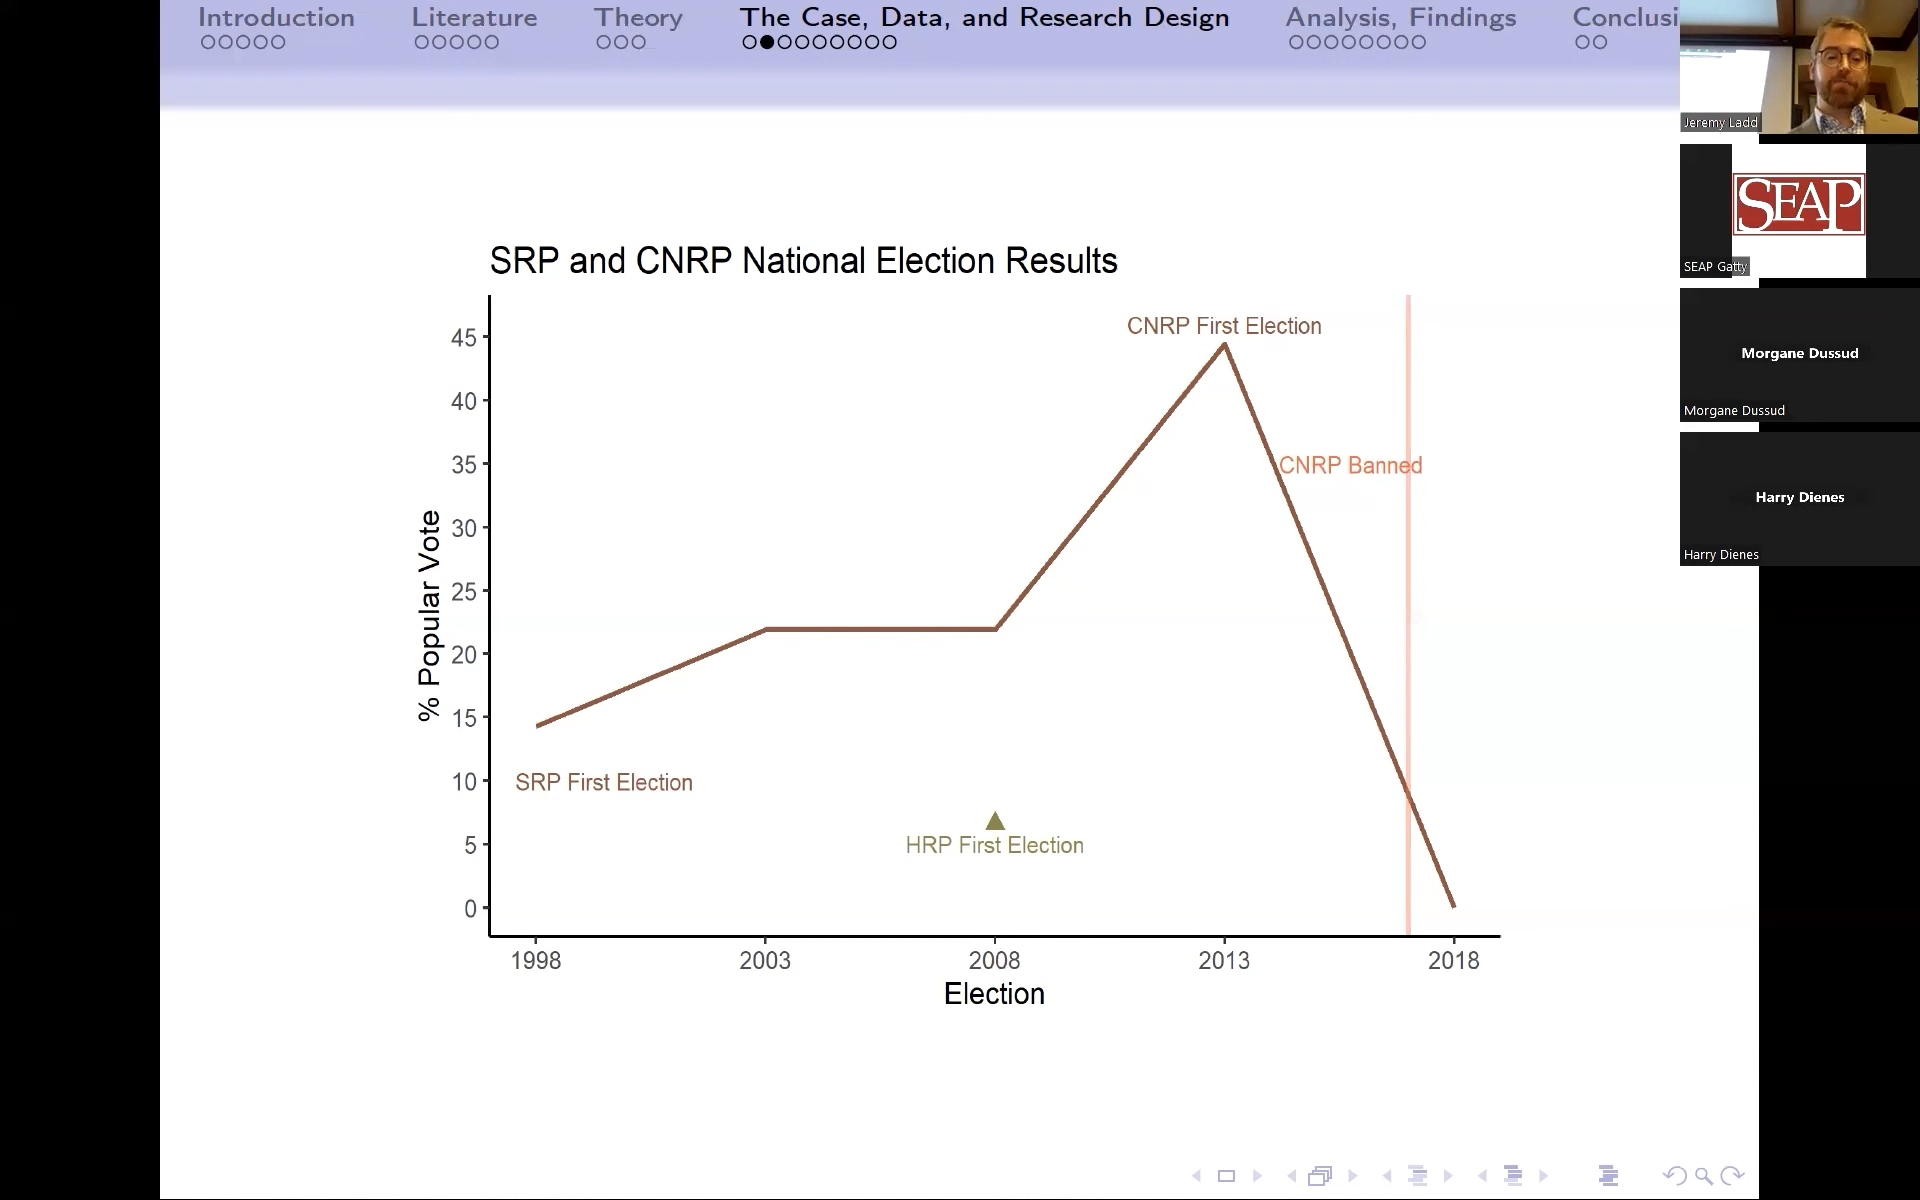 Introduction
Literature
Theory
The Case, Data, and Research Design
Analysis, Findings
Conclusi
Jeremy Ladd
SEAP
SEAP Gatty
Morgane Dussud
Morgane Dussud
Harry Dienes
Harry Dienes
SRP and CNRP National Election Results
CNRP First Election
CNRP Banned
SRP First Election
HRP First Election
% Popular Vote
45
40
35
30
25
20
15
10
5
0
1998
2003
2008
2013
2018
Election